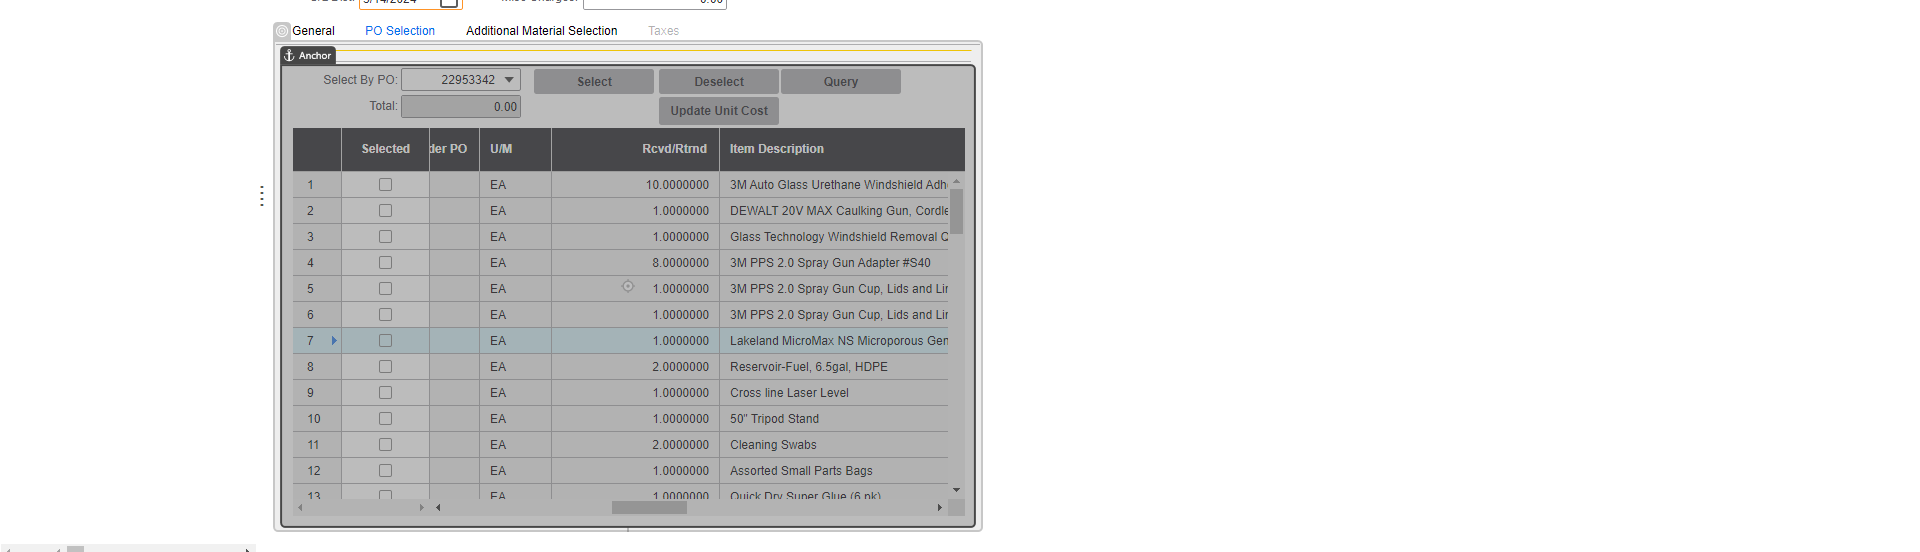 5/14/2024 0.00
General PO Selection Additional Material Selection Taxes
Anchor
Select By PO: 22953342 Select Deselect Query
Total: 0.00 Update Unit Cost
Selected der PO U/M Rcvd/Rtrnd Item Description
1 EA 10.0000000 3M Auto Glass Urethane Windshield Adh
2 EA 1.0000000 DEWALT 20V MAX Caulking Gun, Cordle
3 EA 1.0000000 Glass Technology Windshield Removal
4 EA 8.0000000 3M PPS 2.0 Spray Gun Adapter #S40
5 EA 1.0000000 3M PPS 2.0 Spray Gun Cup, Lids and Lin
6 EA 1.0000000 3M PPS 2.0 Spray Gun Cup, Lids and Lin
7 EA 1.0000000 Lakeland MicroMax NS Microporous Gen
8 EA 2.0000000 Reservoir-Fuel, 6.5gal, HDPE
9 EA 1.0000000 Cross line Laser Level
10 EA 1.0000000 50" Tripod Stand
11 EA 2.0000000 Cleaning Swabs
12 EA 1.0000000 Assorted Small Parts Bags
13 EA 1.0000000 Quick Dry Super Glue (6 pk)